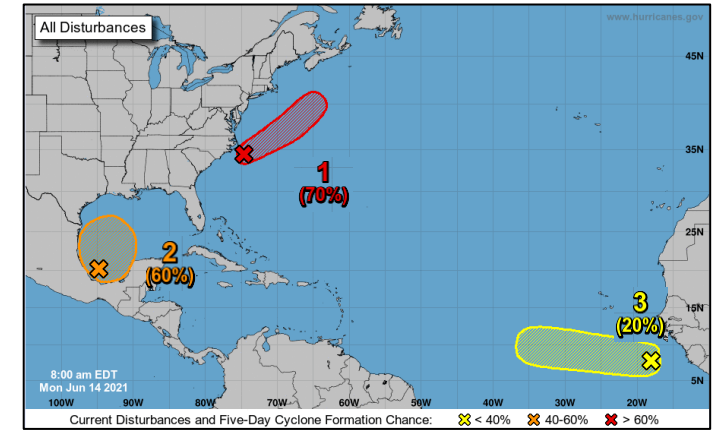 All Disturbances
www.hurricanes.gov
45N
35N
1
(70%)
25N
2
(60%)
3
(20%)
15N
10N
8:00 am EDT
Mon Jun 14 2021
5N
100W 90W 80W 70W 60W 50W 40W 30W 20W
Current Disturbances and Five-Day Cyclone Formation Chance: < 40% 40-60% > 60%